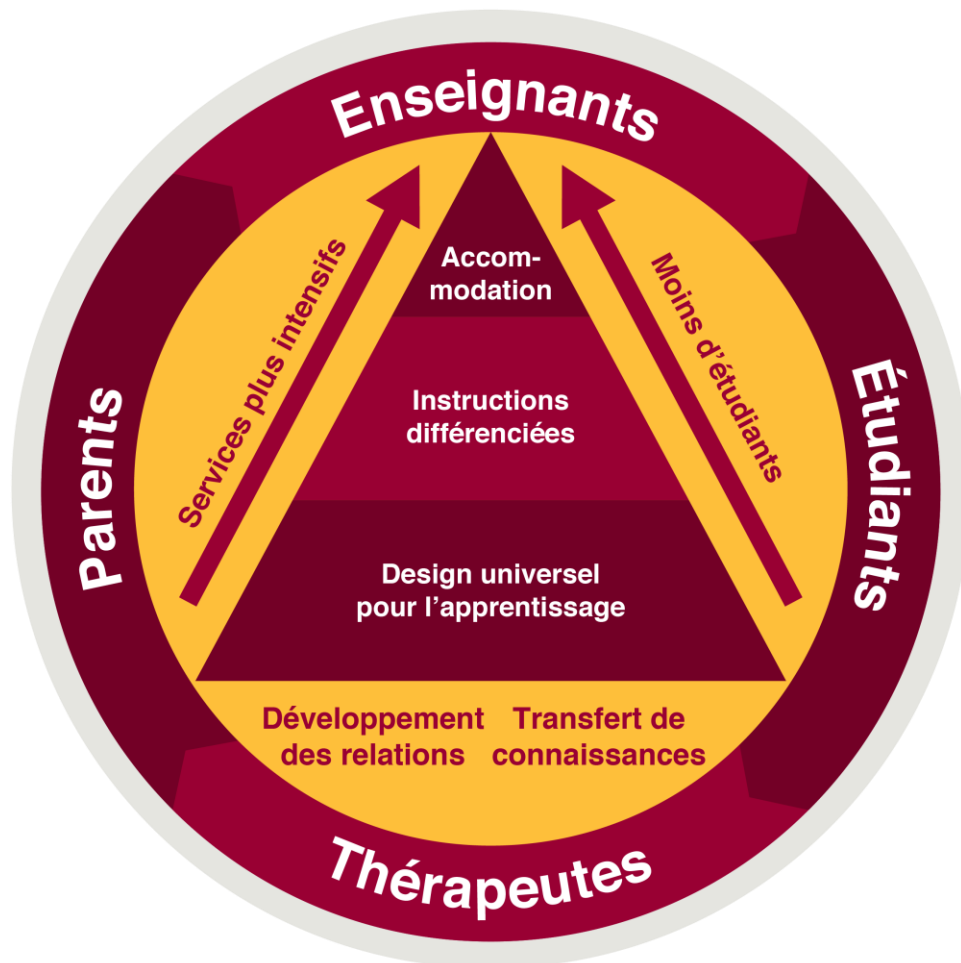 Enseignants
Parents
Étudiants
Thérapeutes
Services plus intensifs
Moins d’étudiants
Accom-
modation
Instructions
différenciées
Design universel
pour l’apprentissage
Développement
des relations
Transfert de
connaissances